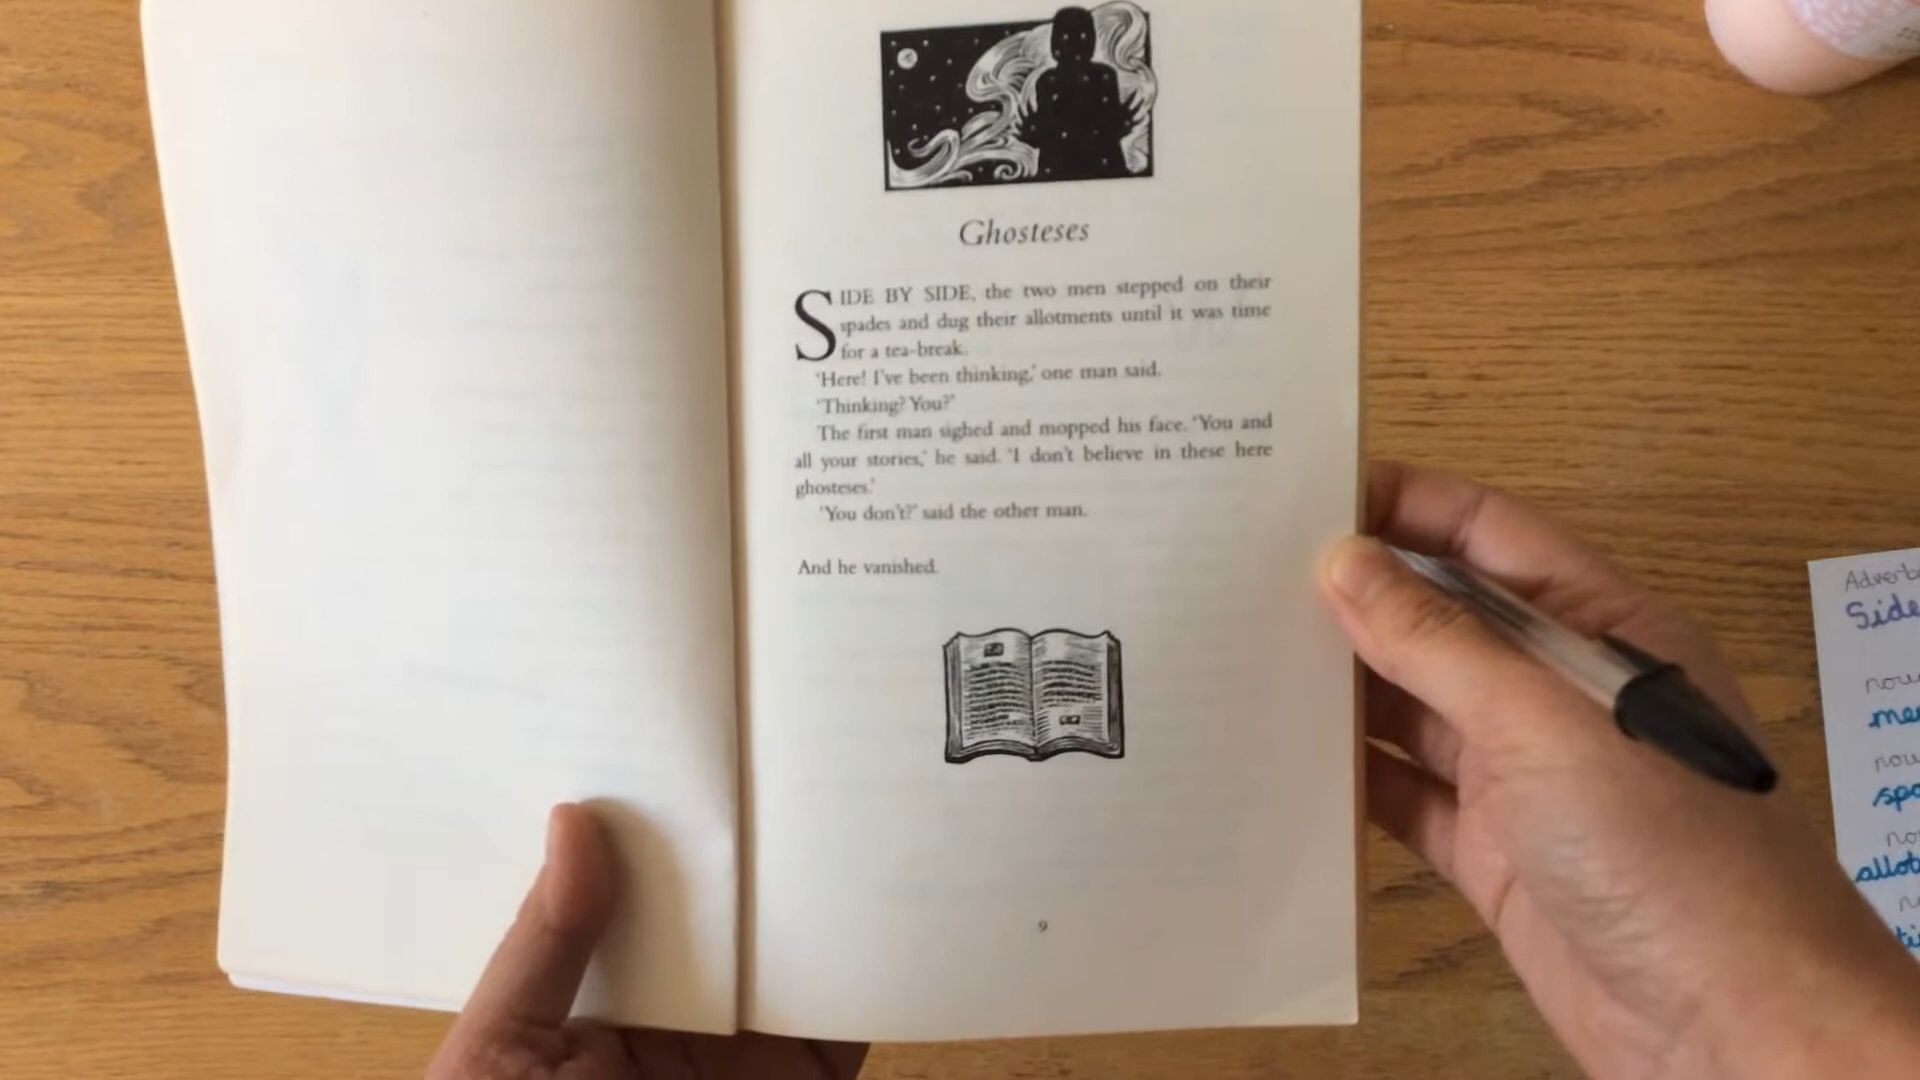 Ghosteses
SIDE BY SIDE, the two men stepped on their
spades and dug their allotments until it was time
for a tea-break.
'Here! I've been thinking,' one man said.
'Thinking? You?'
The first man sighed and mopped his face. 'You and
all your stories,' he said. 'I don't believe in these here
ghosteses.'
'You don't?' said the other man.
And he vanished.
9
Side